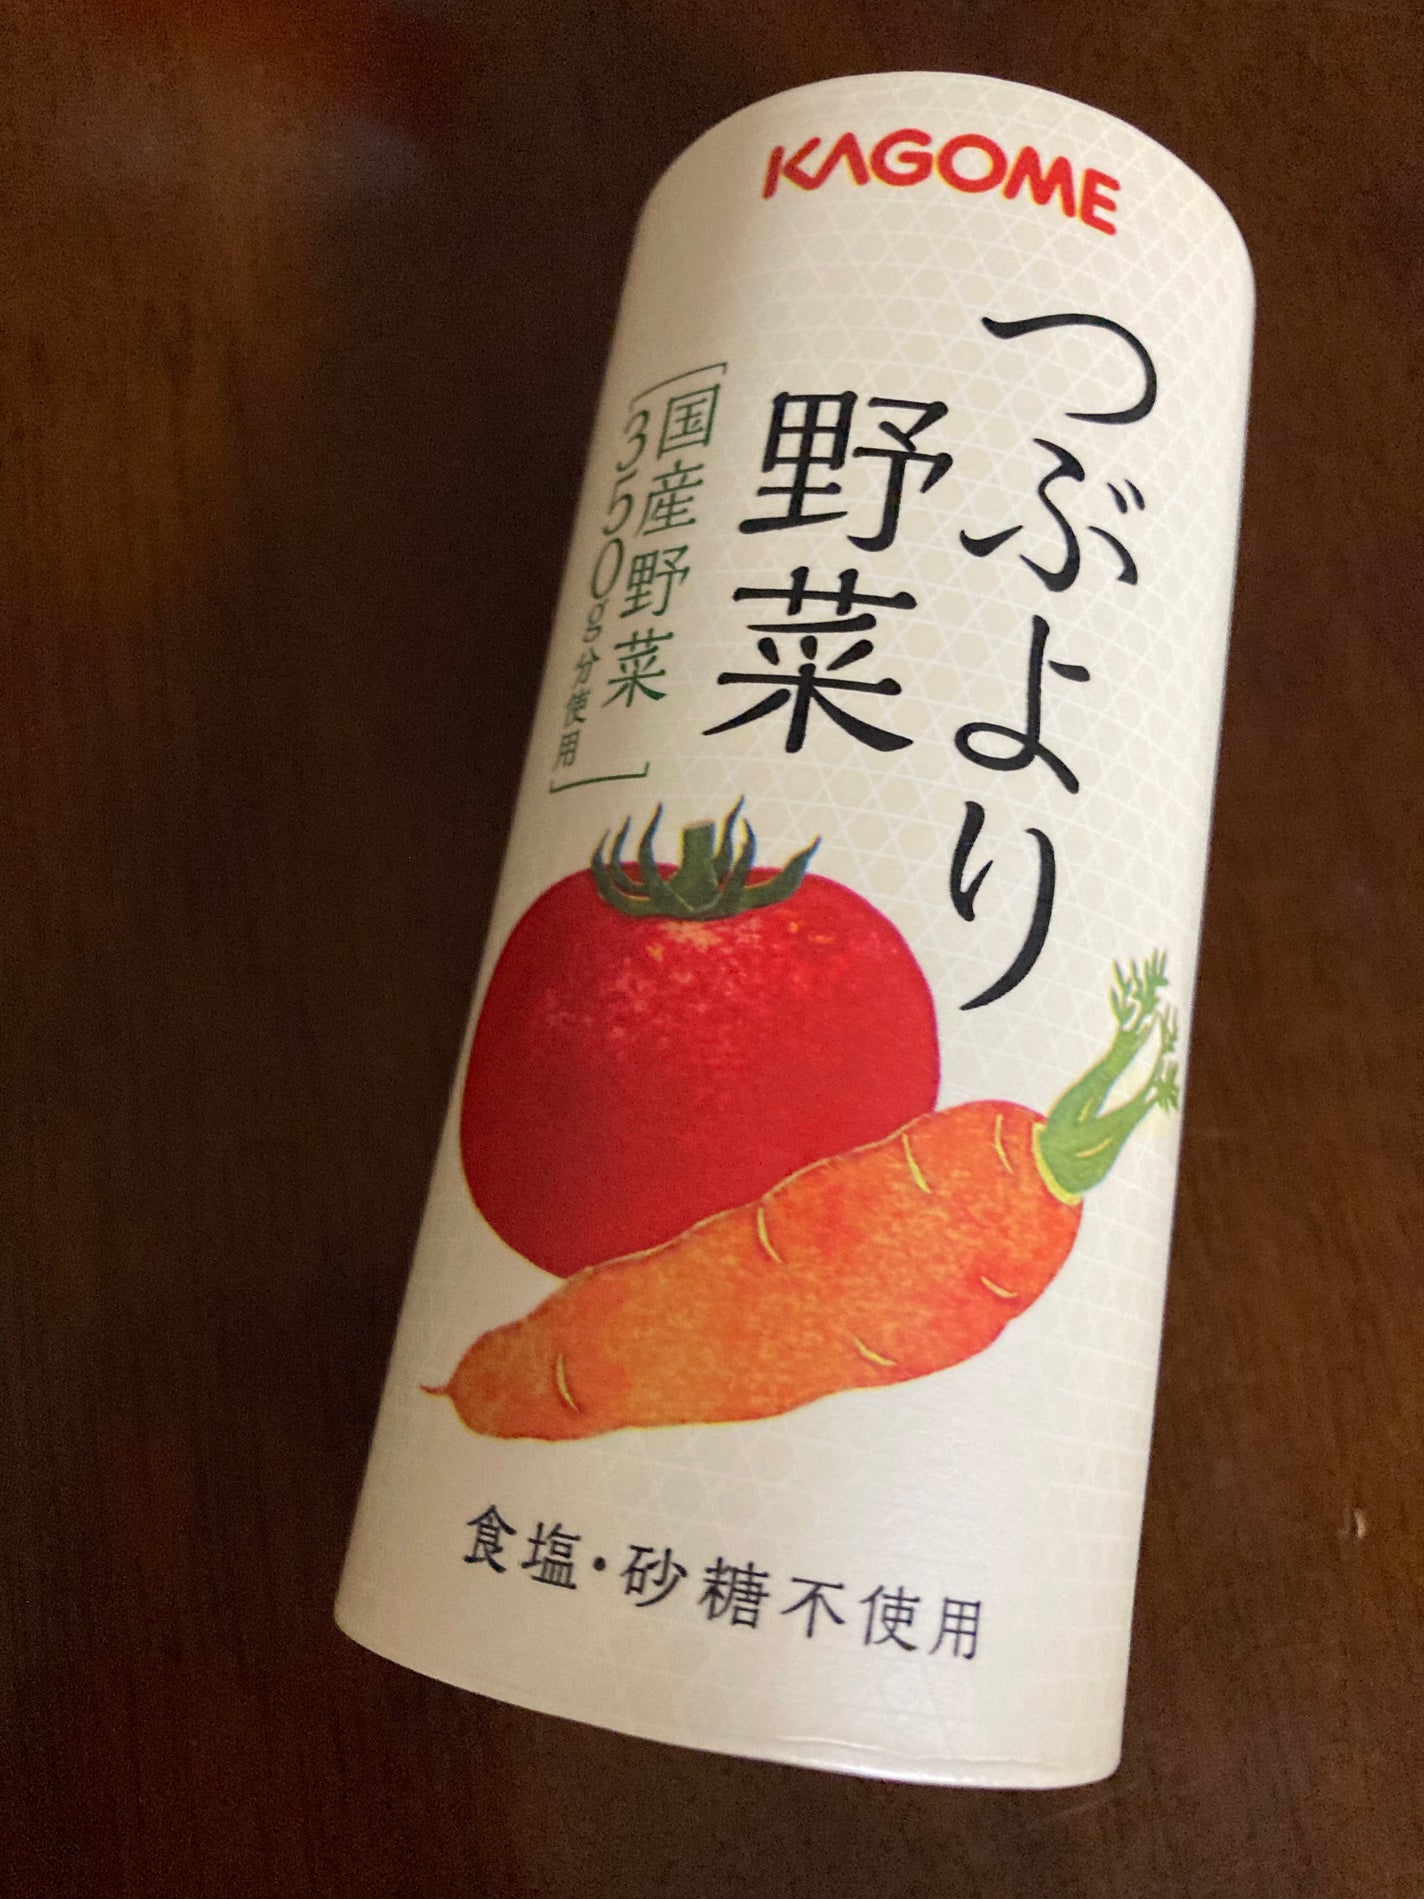 KAGOME
つぶより
野菜
[国産野菜
350g分使用]
食塩・砂糖不使用